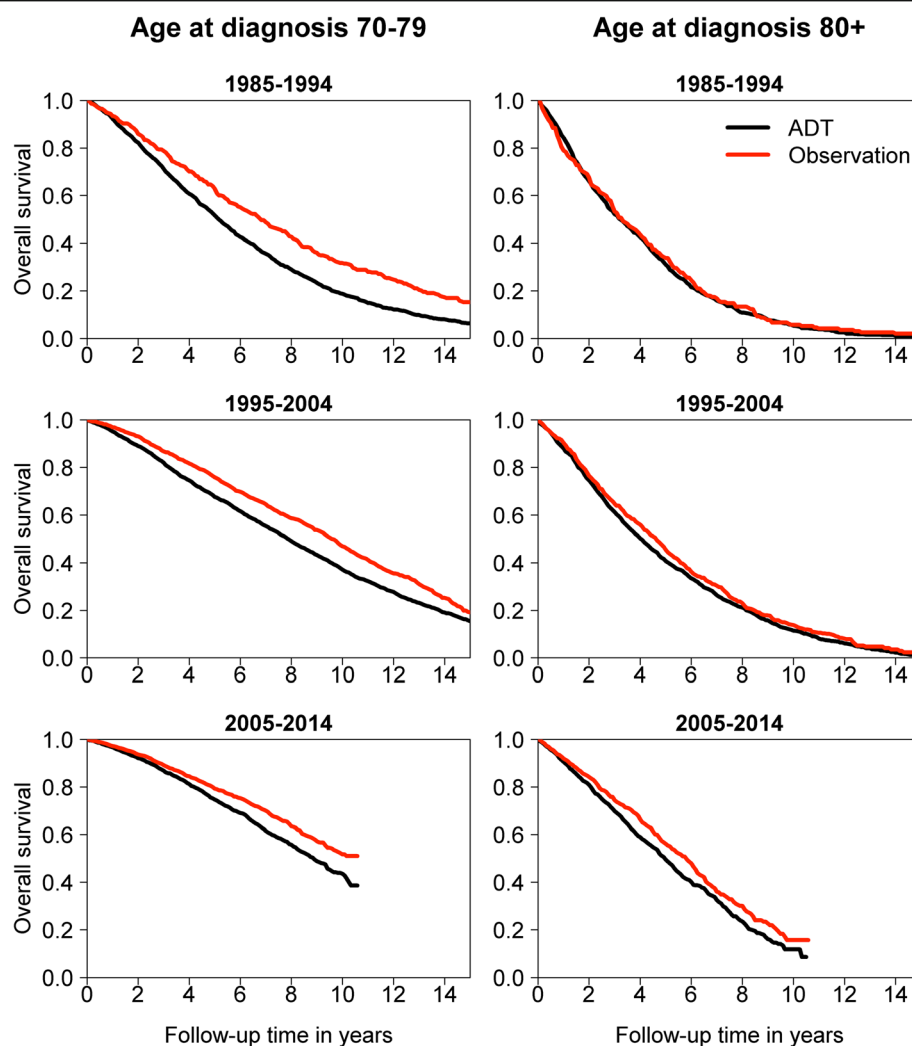 Age at diagnosis 70-79
Age at diagnosis 80+
1985-1994
1985-1994
Overall survival
1.0
0.8
0.6
0.4
0.2
0.0
0 2 4 6 8 10 12 14
1.0
0.8
0.6
0.4
0.2
0.0
0 2 4 6 8 10 12 14
ADT
Observation
1995-2004
1995-2004
Overall survival
1.0
0.8
0.6
0.4
0.2
0.0
0 2 4 6 8 10 12 14
1.0
0.8
0.6
0.4
0.2
0.0
0 2 4 6 8 10 12 14
2005-2014
2005-2014
Overall survival
1.0
0.8
0.6
0.4
0.2
0.0
0 2 4 6 8 10 12 14
1.0
0.8
0.6
0.4
0.2
0.0
0 2 4 6 8 10 12 14
Follow-up time in years
Follow-up time in years